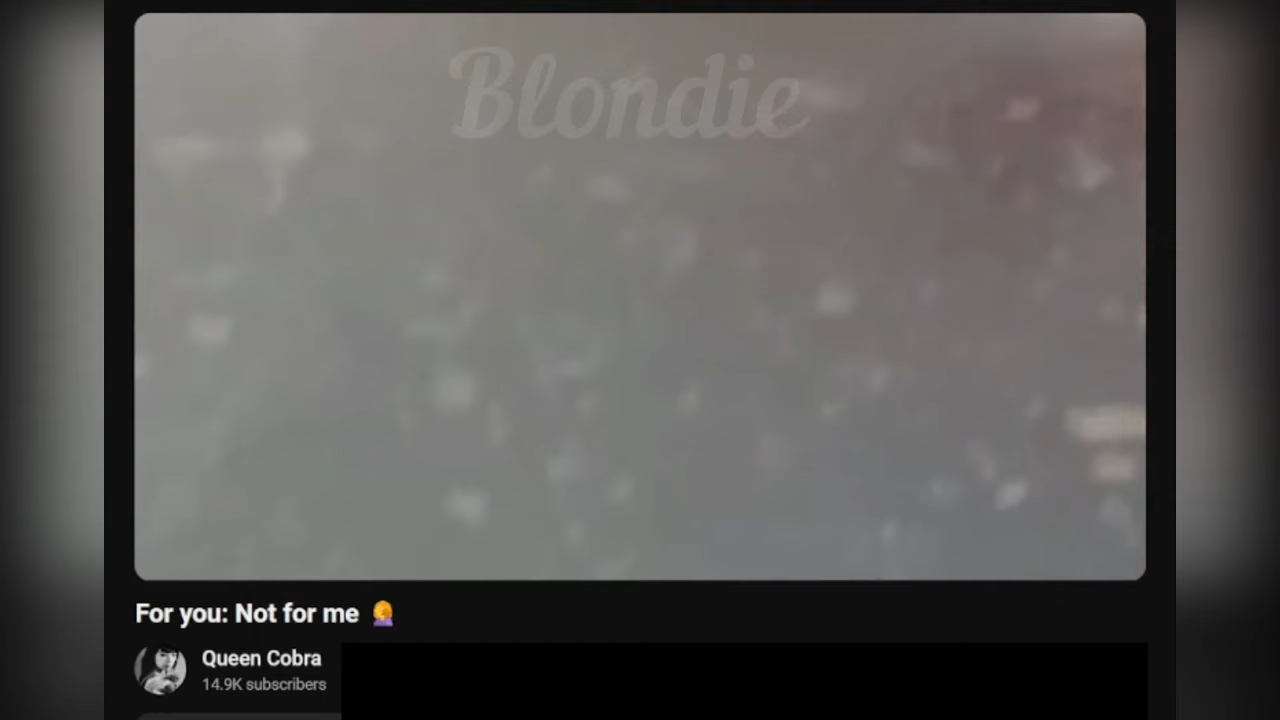 Blondie
For you: Not for me 🤦‍♀️
Queen Cobra
14.9K subscribers